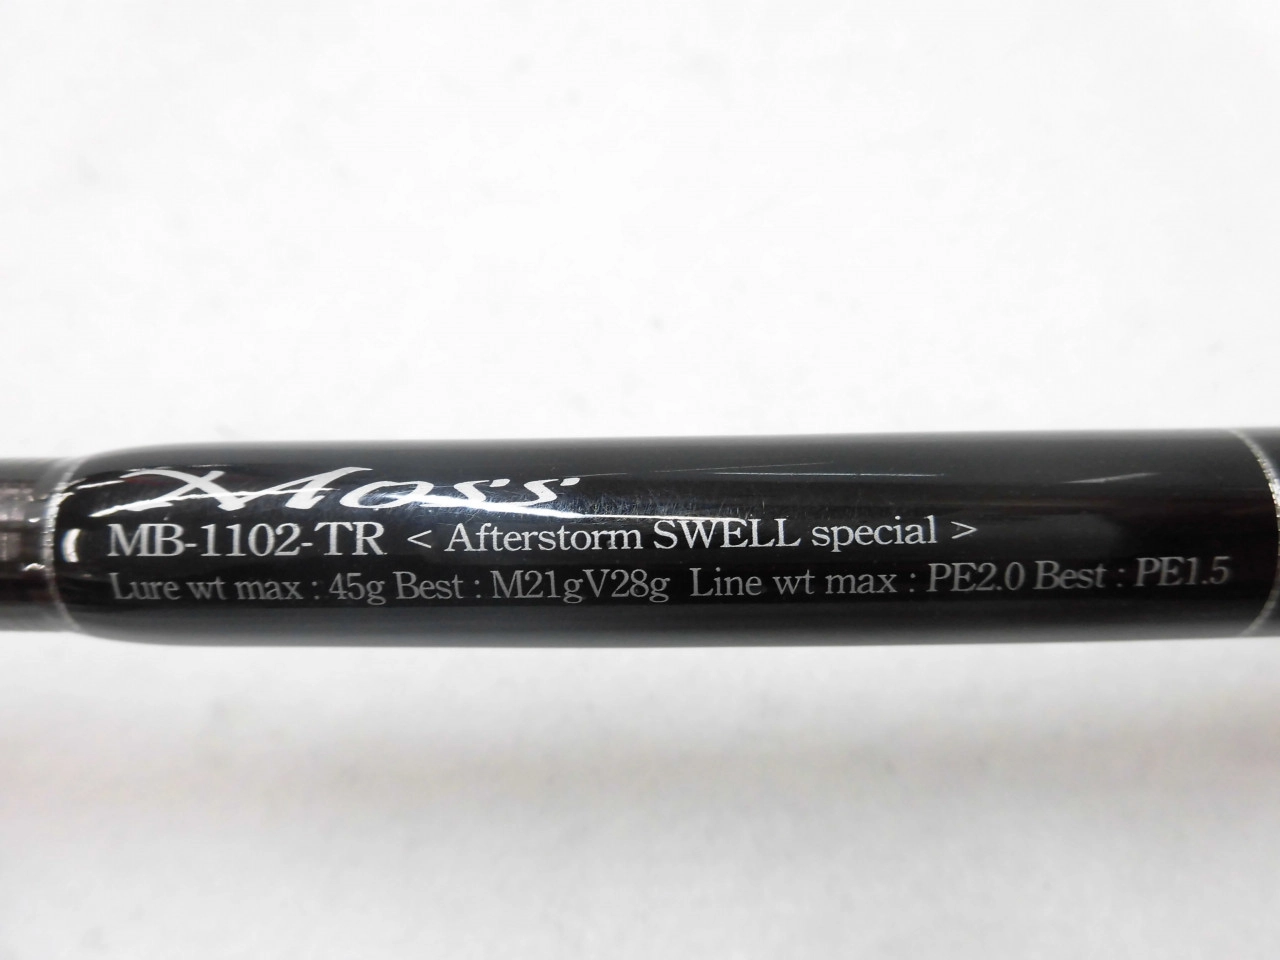 Moss
MB-1102-TR < Afterstorm SWELL special >
Lure wt max : 45g Best : M21gV28g Line wt max : PE2.0 Best : PE1.5